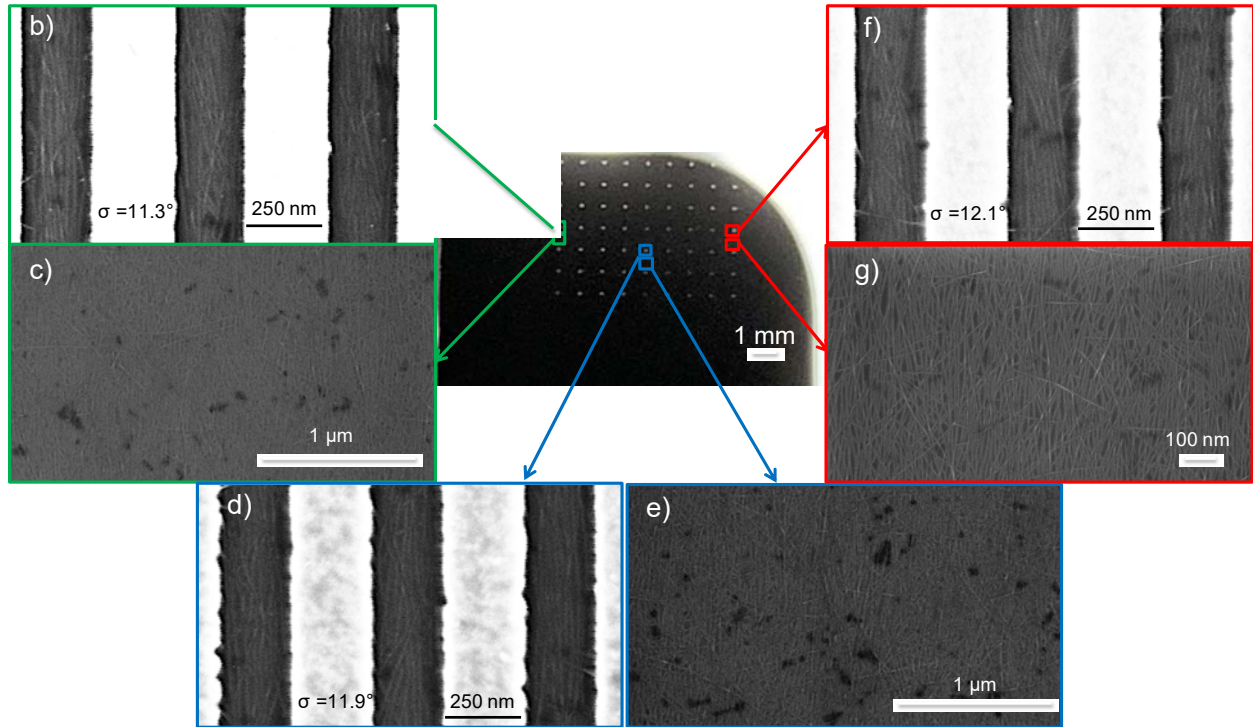 b)
σ =11.3°
250 nm
f)
σ =12.1°
250 nm
c)
1 µm
1 mm
g)
100 nm
d)
σ =11.9°
250 nm
e)
1 µm